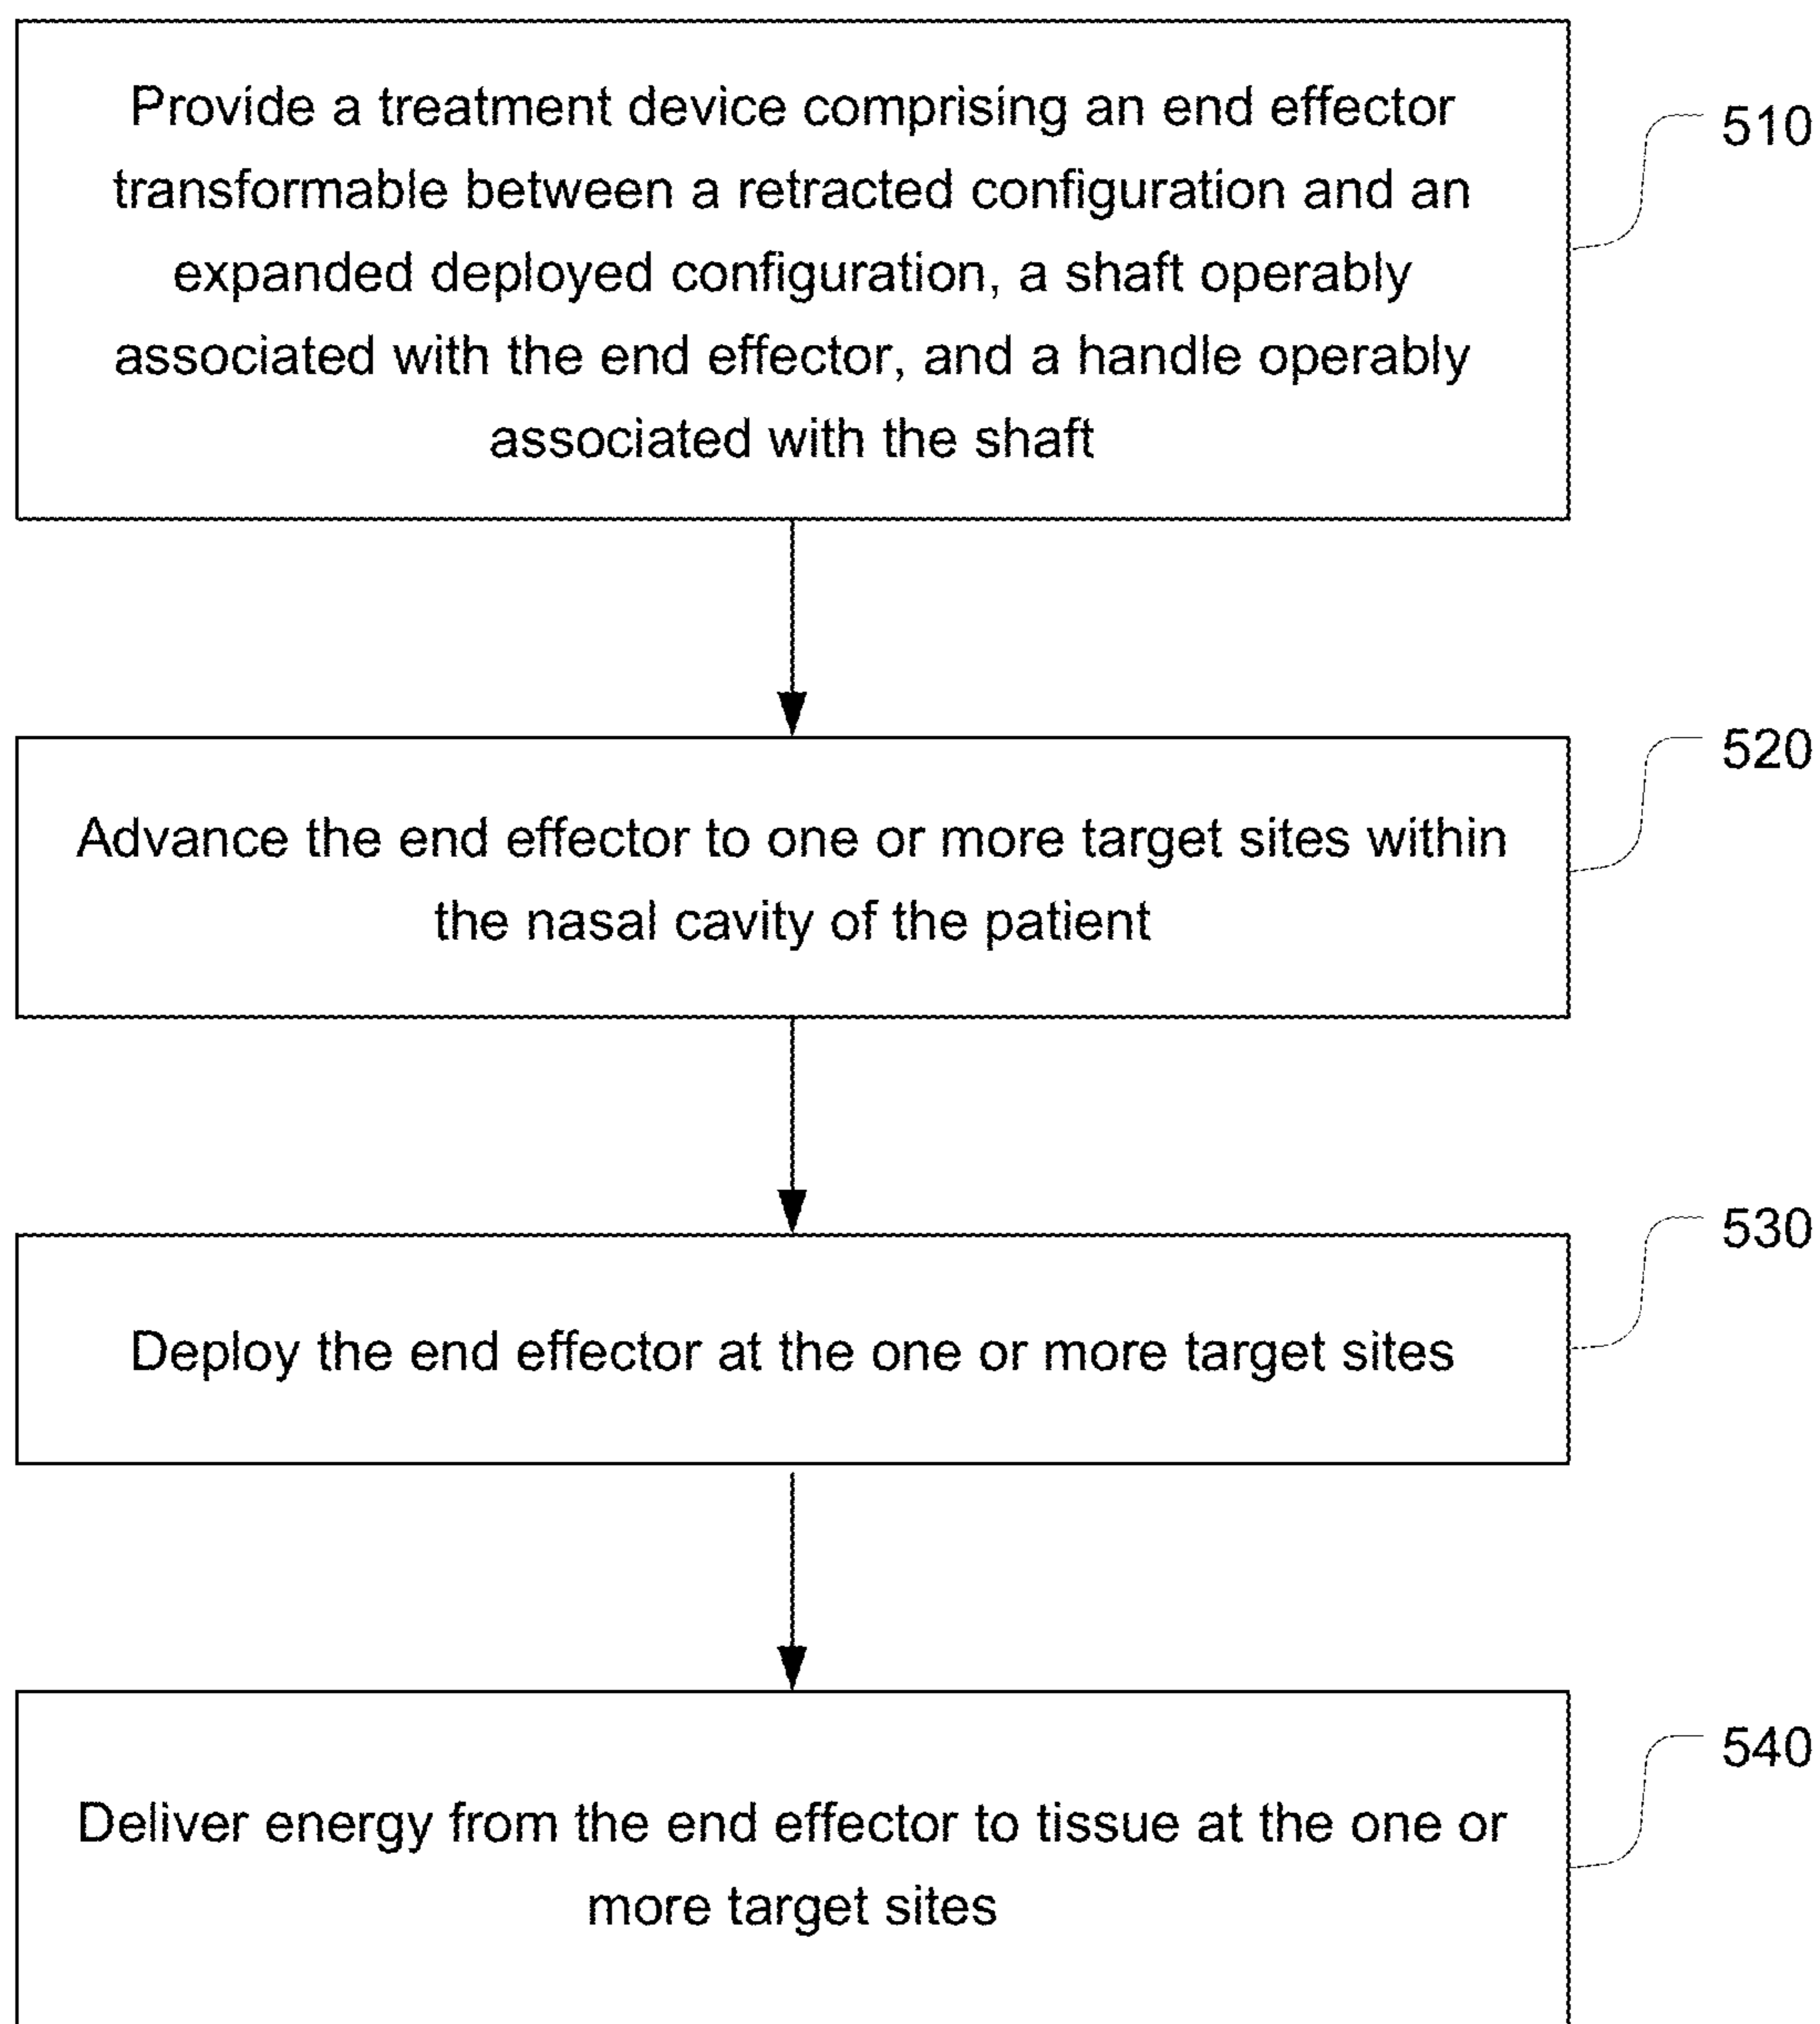 Provide a treatment device comprising an end effector
transformable between a retracted configuration and an
expanded deployed configuration, a shaft operably
associated with the end effector, and a handle operably
associated with the shaft
510
Advance the end effector to one or more target sites within
the nasal cavity of the patient
520
Deploy the end effector at the one or more target sites
530
Deliver energy from the end effector to tissue at the one or
more target sites
540